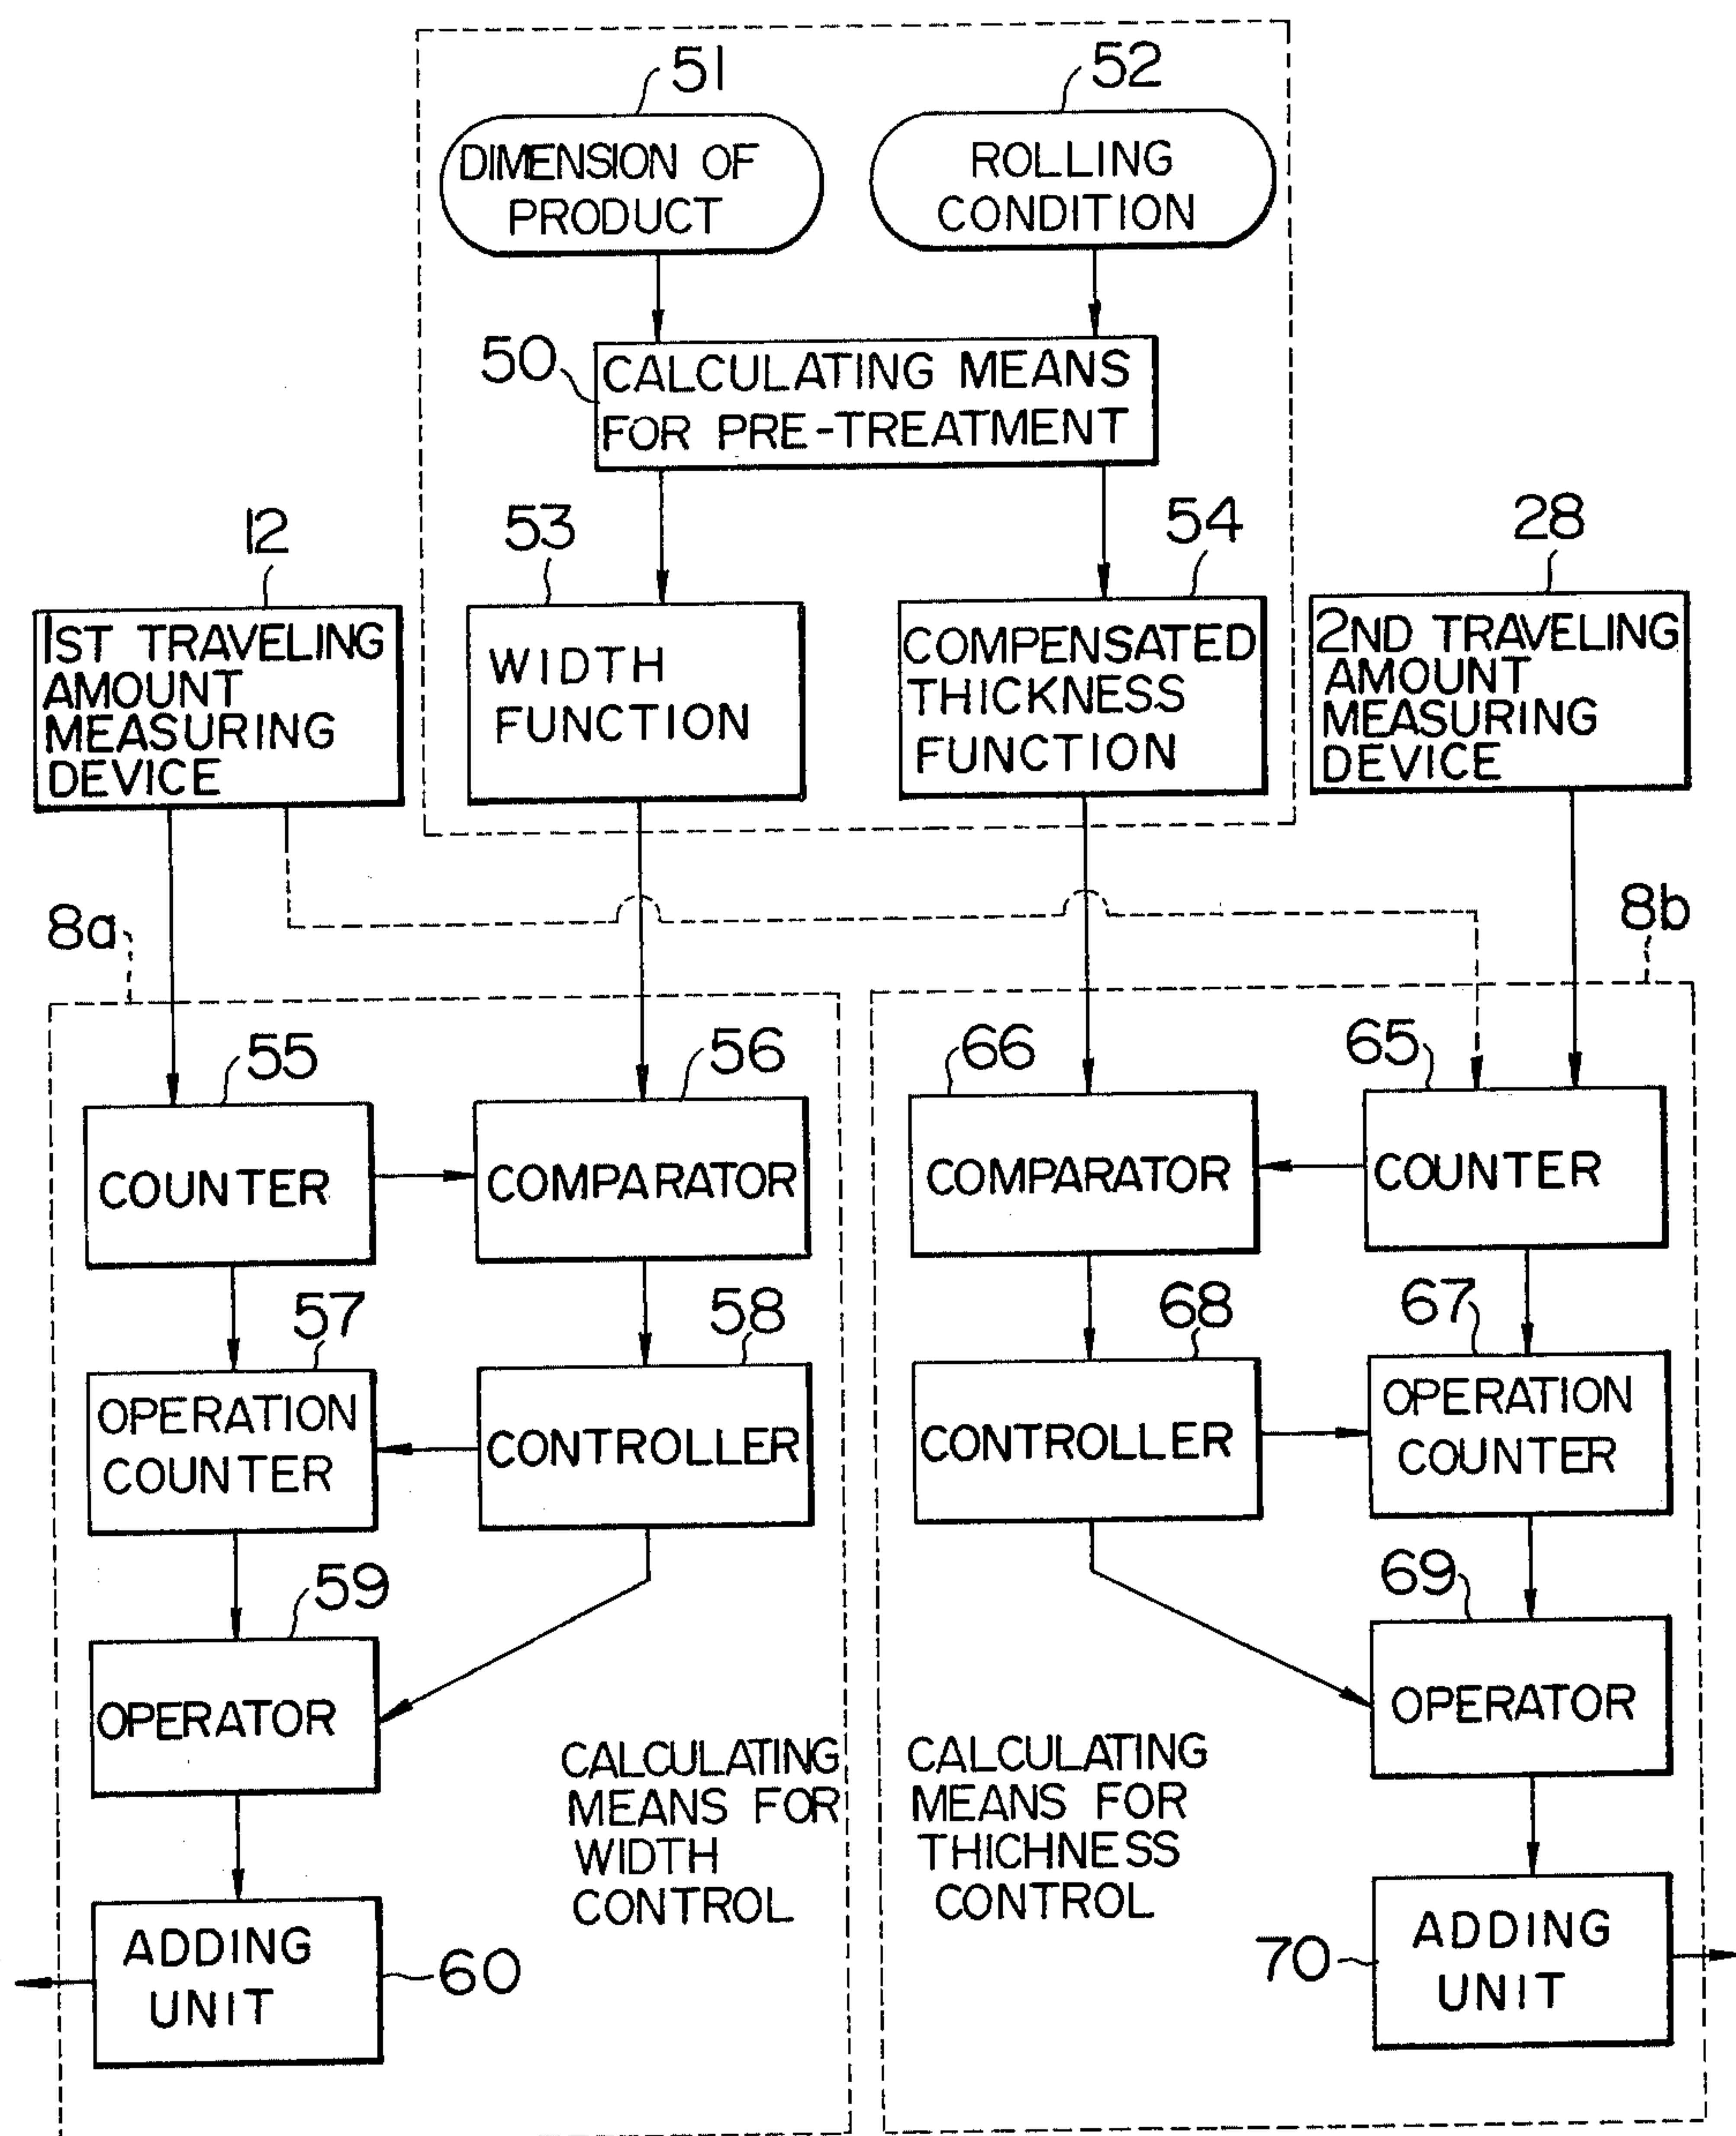 51
52
DIMENSION OF
PRODUCT
ROLLING
CONDITION
50
CALCULATING MEANS
FOR PRE-TREATMENT
12
53
54
28
1ST TRAVELING
AMOUNT
MEASURING
DEVICE
WIDTH
FUNCTION
COMPENSATED
THICKNESS
FUNCTION
2ND TRAVELING
AMOUNT
MEASURING
DEVICE
8a
8b
55
56
66
65
COUNTER
COMPARATOR
COMPARATOR
COUNTER
57
58
68
67
OPERATION
COUNTER
CONTROLLER
CONTROLLER
OPERATION
COUNTER
59
69
OPERATOR
OPERATOR
CALCULATING
MEANS FOR
WIDTH
CONTROL
CALCULATING
MEANS FOR
THICHNESS
CONTROL
ADDING
UNIT
60
70
ADDING
UNIT